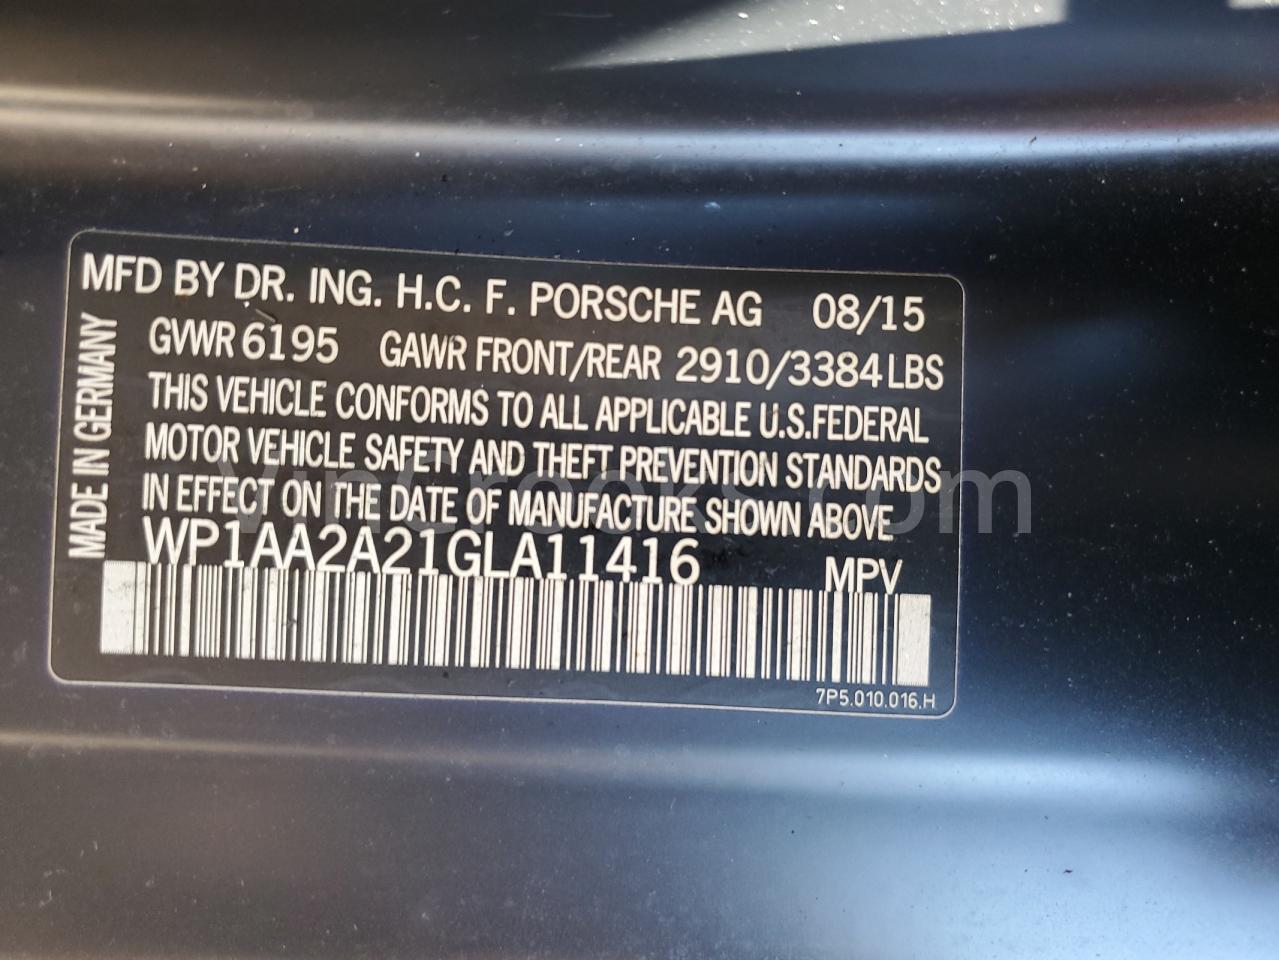 MFD BY DR. ING. H.C. F. PORSCHE AG 08/15
GVWR 6195 GAWR FRONT/REAR 2910/3384 LBS
THIS VEHICLE CONFORMS TO ALL APPLICABLE U.S.FEDERAL
MOTOR VEHICLE SAFETY AND THEFT PREVENTION STANDARDS
IN EFFECT ON THE DATE OF MANUFACTURE SHOWN ABOVE
WP1AA2A21GLA11416 MPV
7P5.010.016.H
MADE IN GERMANY
VinCreeks.com